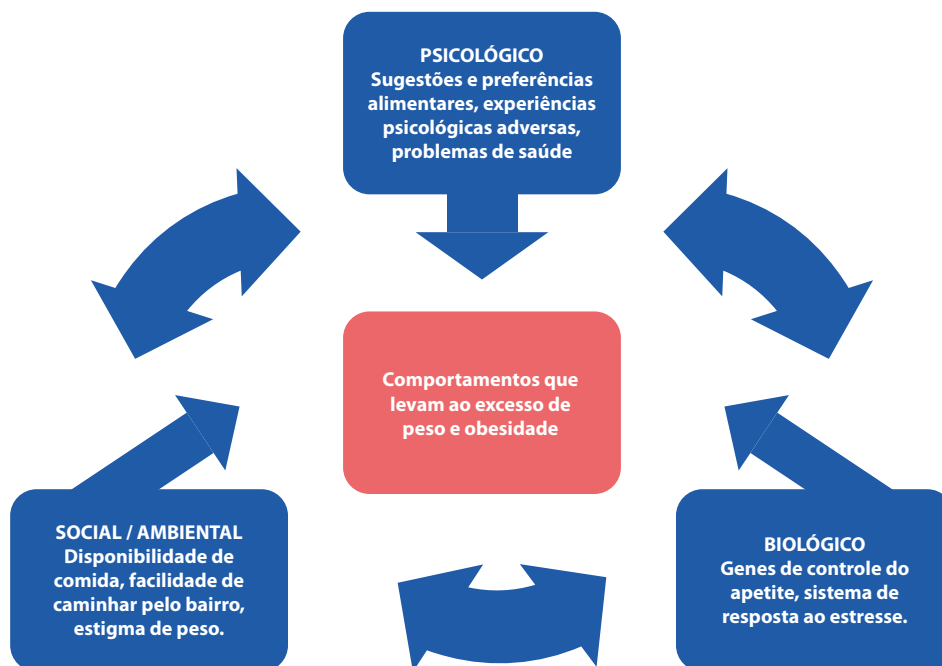 PSICOLÓGICO
Sugestões e preferências
alimentares, experiências
psicológicas adversas,
problemas de saúde
Comportamentos que
levam ao excesso de
peso e obesidade
SOCIAL / AMBIENTAL
Disponibilidade de
comida, facilidade de
caminhar pelo bairro,
estigma de peso.
BIOLÓGICO
Genes de controle do
apetite, sistema de
resposta ao estresse.